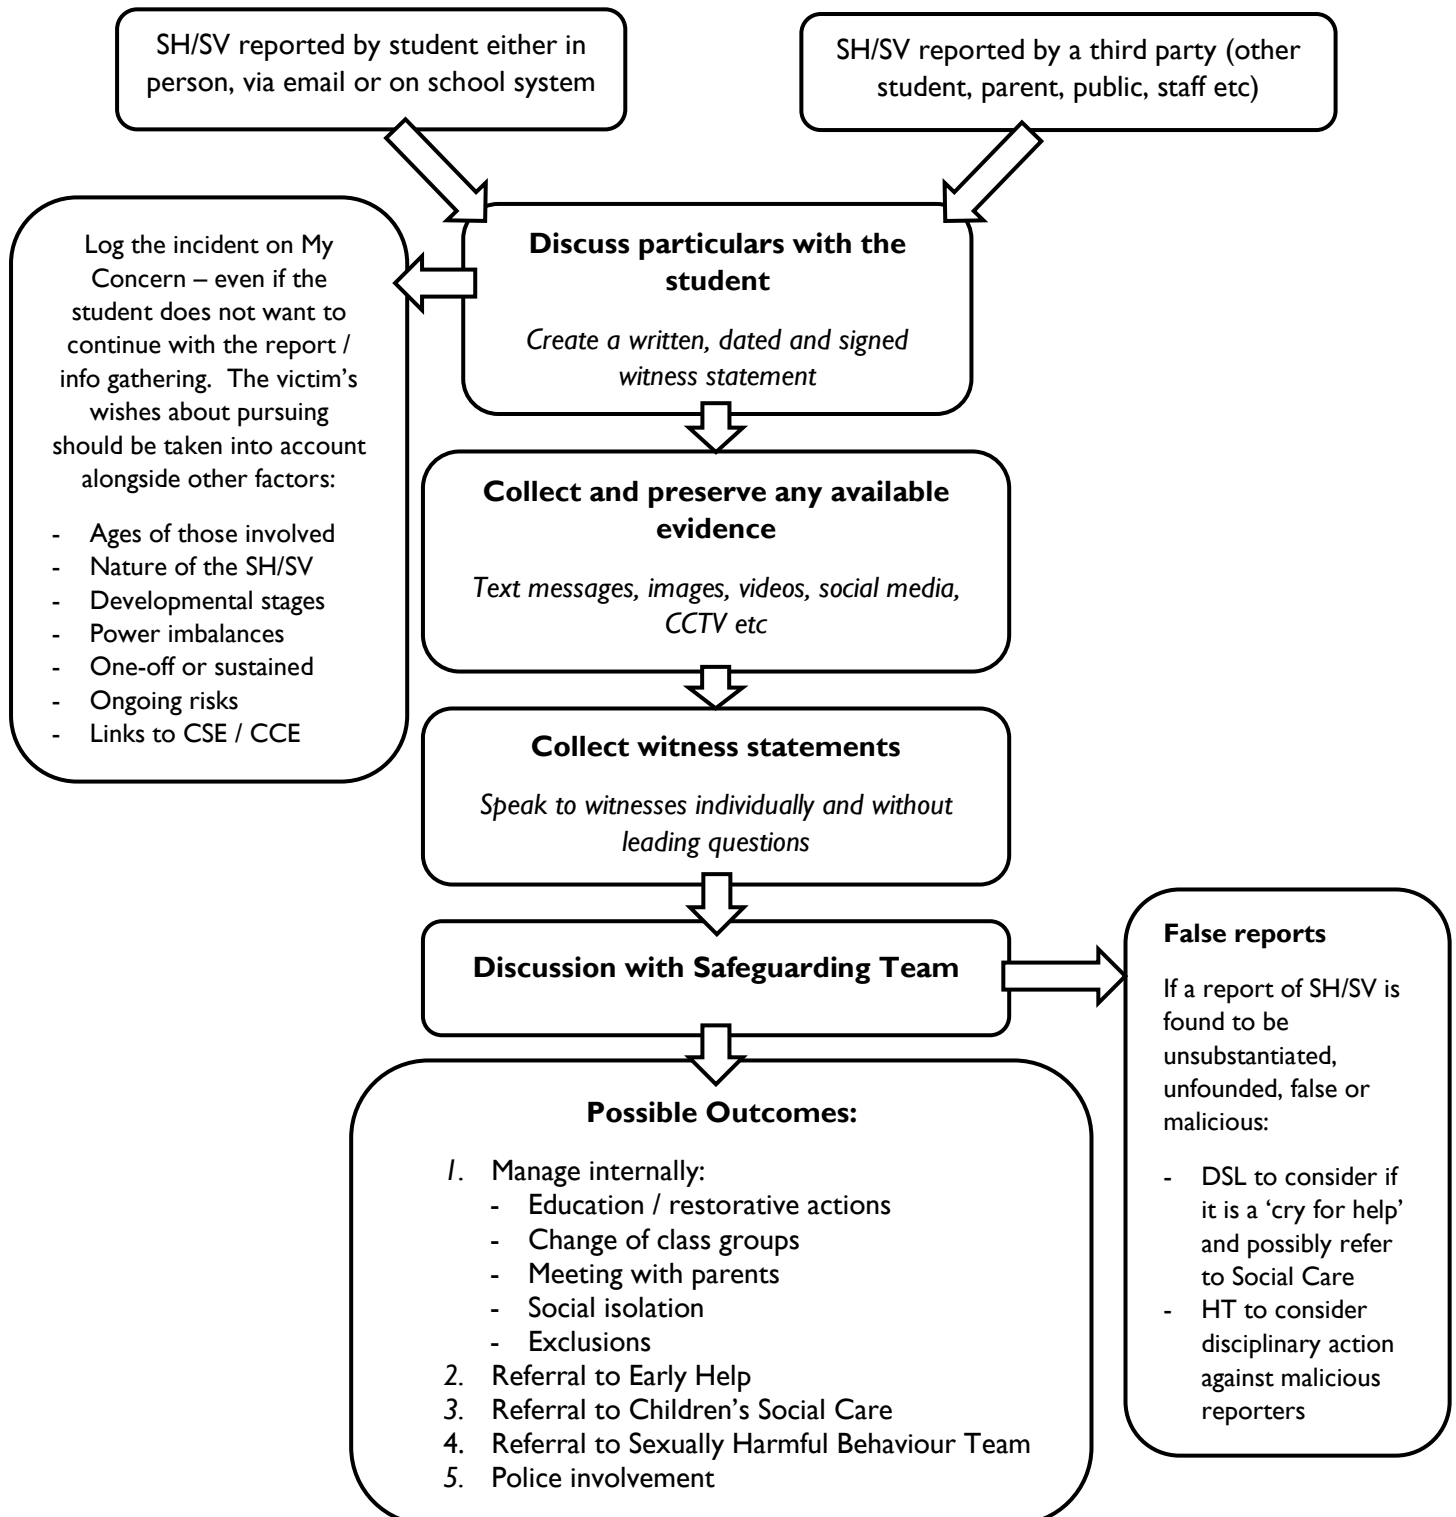 SH/SV reported by student either in
person, via email or on school system
SH/SV reported by a third party (other
student, parent, public, staff etc)
Log the incident on My
Concern – even if the
student does not want to
continue with the report /
info gathering.  The victim’s
wishes about pursuing
should be taken into account
alongside other factors:
- Ages of those involved
- Nature of the SH/SV
- Developmental stages
- Power imbalances
- One-off or sustained
- Ongoing risks
- Links to CSE / CCE
Discuss particulars with the
student
Create a written, dated and signed
witness statement
Collect and preserve any available
evidence
Text messages, images, videos, social media,
CCTV etc
Collect witness statements
Speak to witnesses individually and without
leading questions
Discussion with Safeguarding Team
False reports
If a report of SH/SV is
found to be
unsubstantiated,
unfounded, false or
malicious:
- DSL to consider if
it is a ‘cry for help’
and possibly refer
to Social Care
- HT to consider
disciplinary action
against malicious
reporters
Possible Outcomes:
1. Manage internally:
- Education / restorative actions
- Change of class groups
- Meeting with parents
- Social isolation
- Exclusions
2. Referral to Early Help
3. Referral to Children’s Social Care
4. Referral to Sexually Harmful Behaviour Team
5. Police involvement